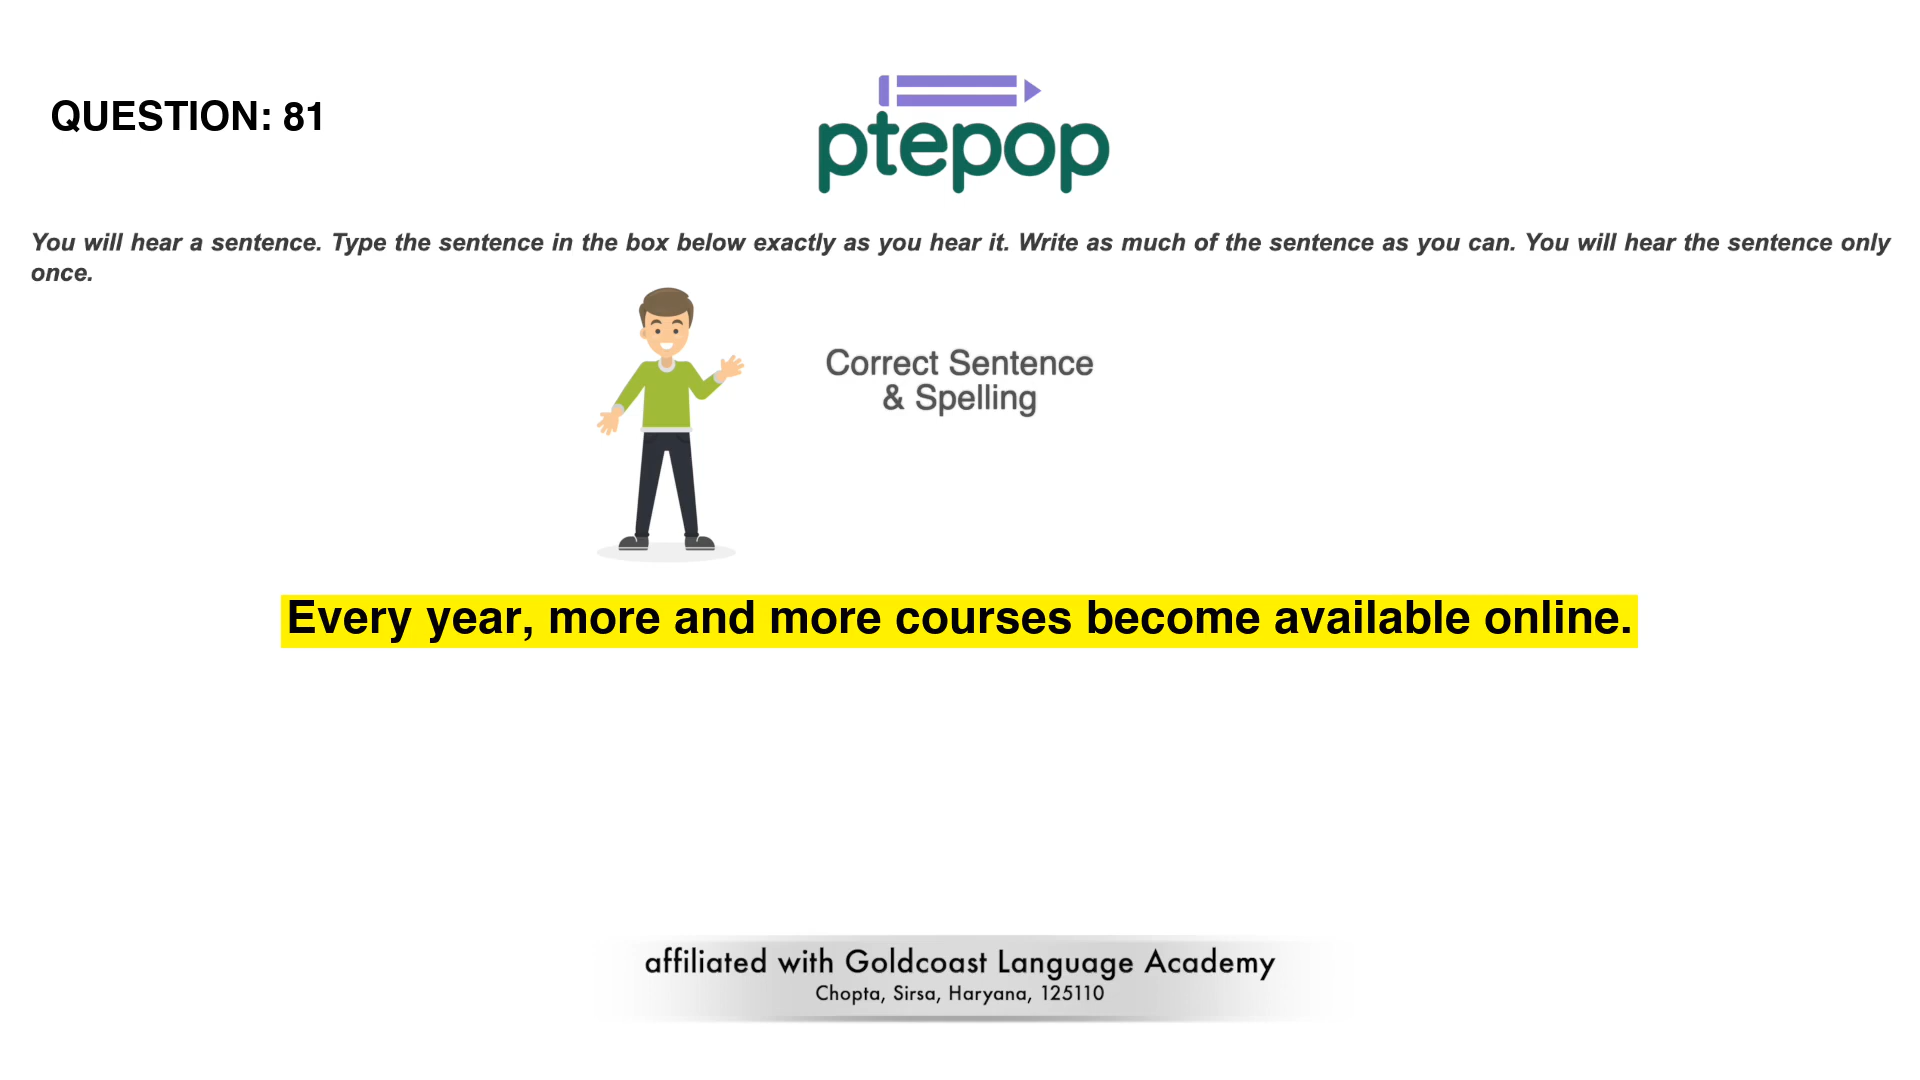 QUESTION: 81
ptepop
You will hear a sentence. Type the sentence in the box below exactly as you hear it. Write as much of the sentence as you can. You will hear the sentence only
once.
Correct Sentence
& Spelling
Every year, more and more courses become available online.
affiliated with Goldcoast Language Academy
Chopta, Sirsa, Haryana, 125110